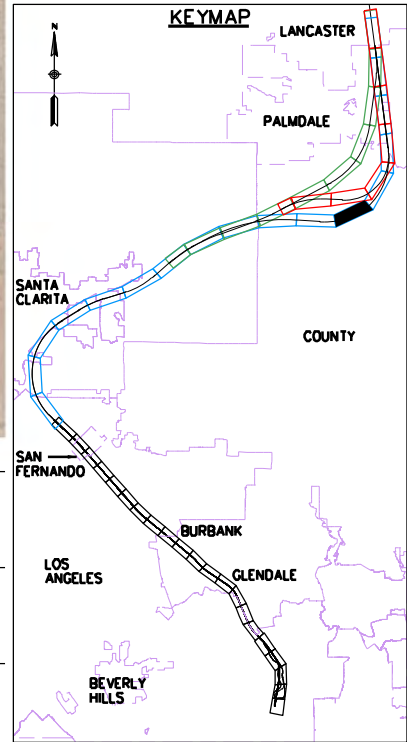 KEYMAP
N
LANCASTER
PALMDALE
SANTA
CLARITA
COUNTY
SAN
FERNANDO
BURBANK
GLENDALE
LOS
ANGELES
BEVERLY
HILLS